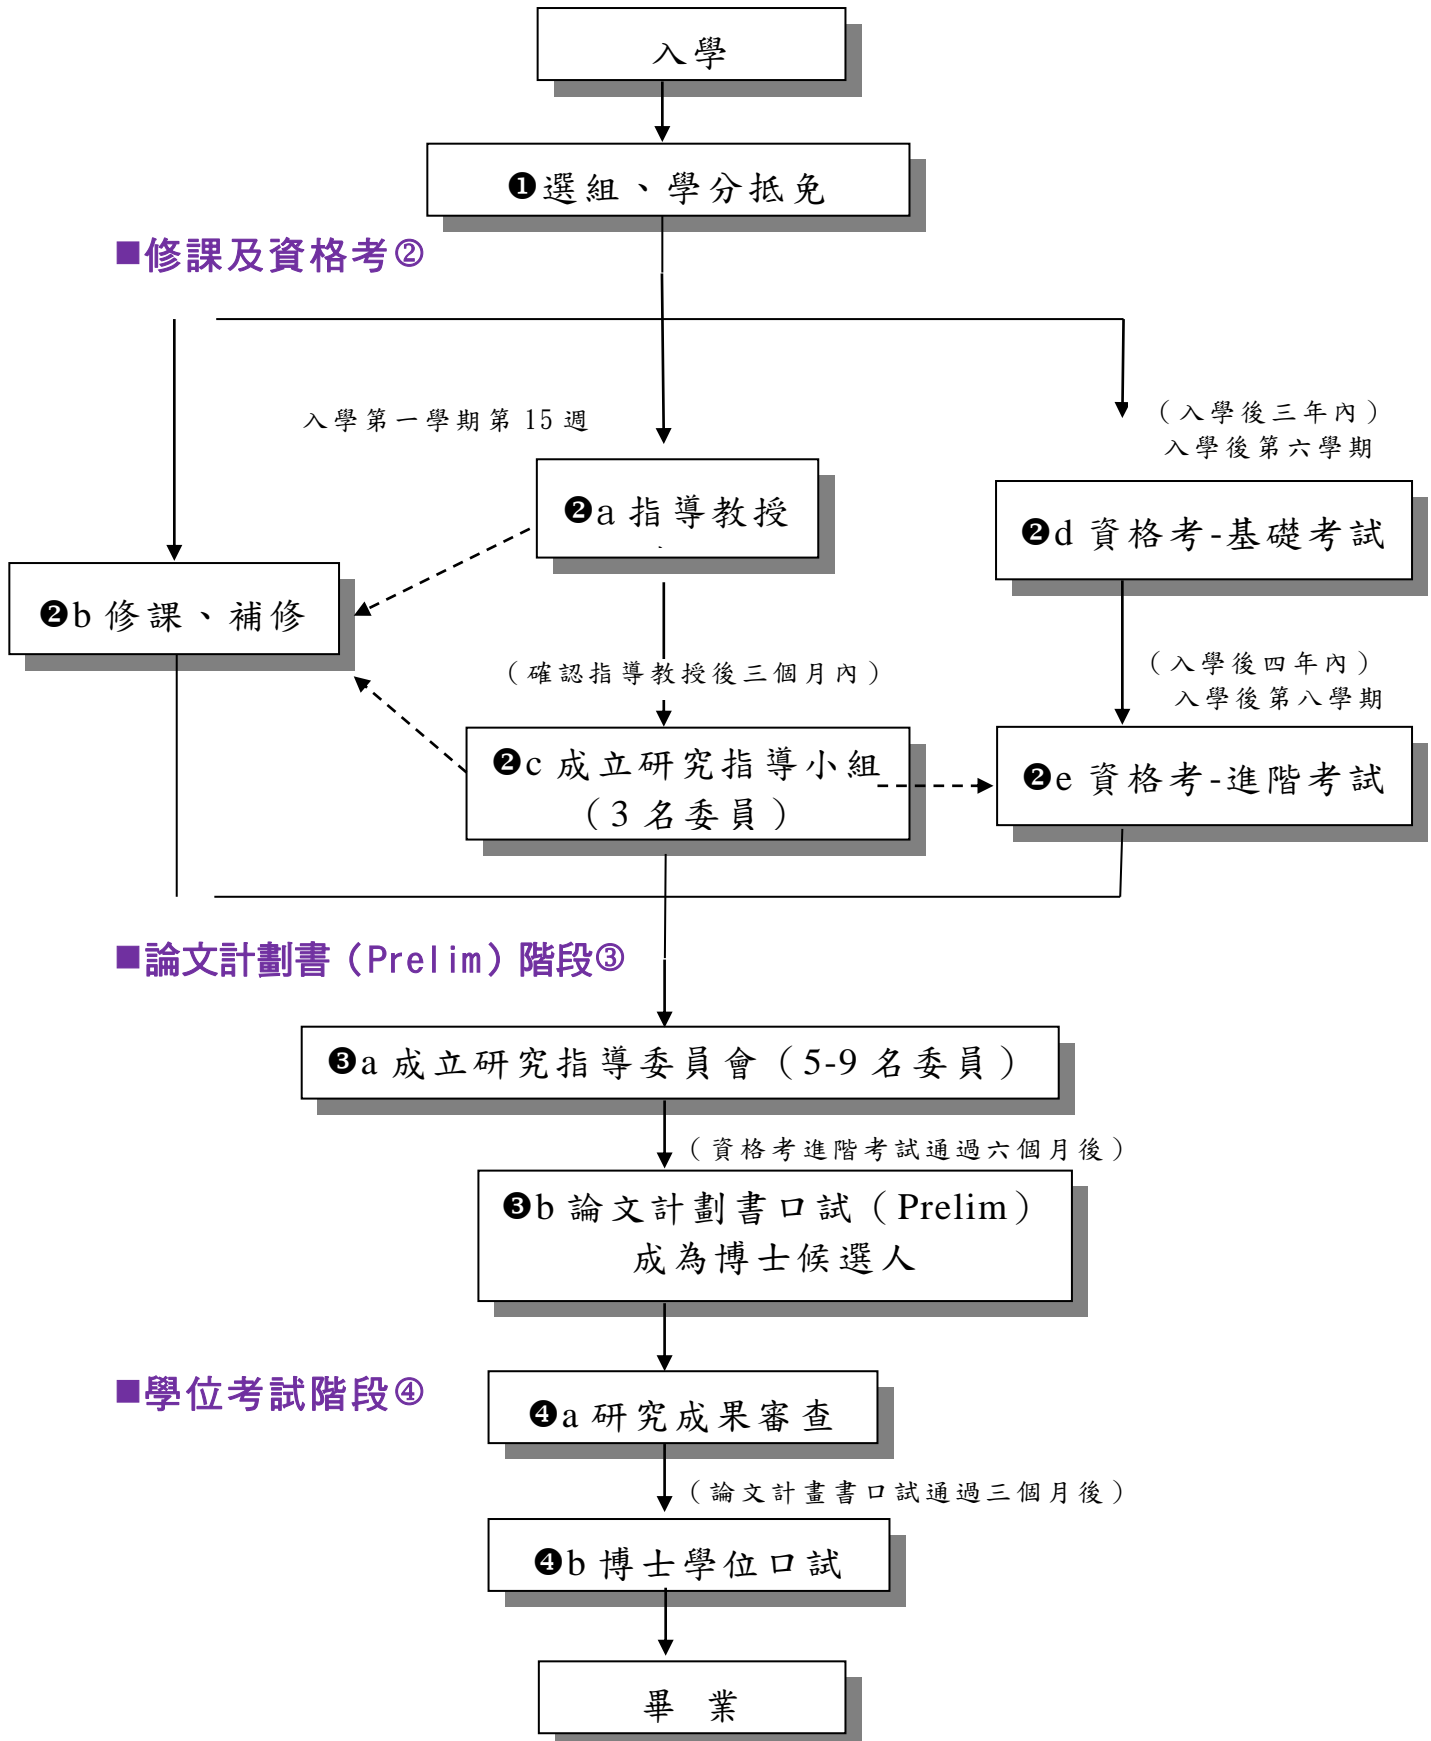 入學
❶選組、學分抵免
■修課及資格考②
入學第一學期第 15 週
（入學後三年內）
入學後第六學期
❷a 指導教授
❷d 資格考-基礎考試
❷b 修課、補修
（確認指導教授後三個月內）
（入學後四年內）
入學後第八學期
❷c 成立研究指導小組
（3 名委員）
❷e 資格考-進階考試
■論文計劃書（Prelim）階段③
❸a 成立研究指導委員會（5-9 名委員）
（資格考進階考試通過六個月後）
❸b 論文計劃書口試（Prelim）
成為博士候選人
■學位考試階段④
❹a 研究成果審查
（論文計畫書口試通過三個月後）
❹b 博士學位口試
畢 業